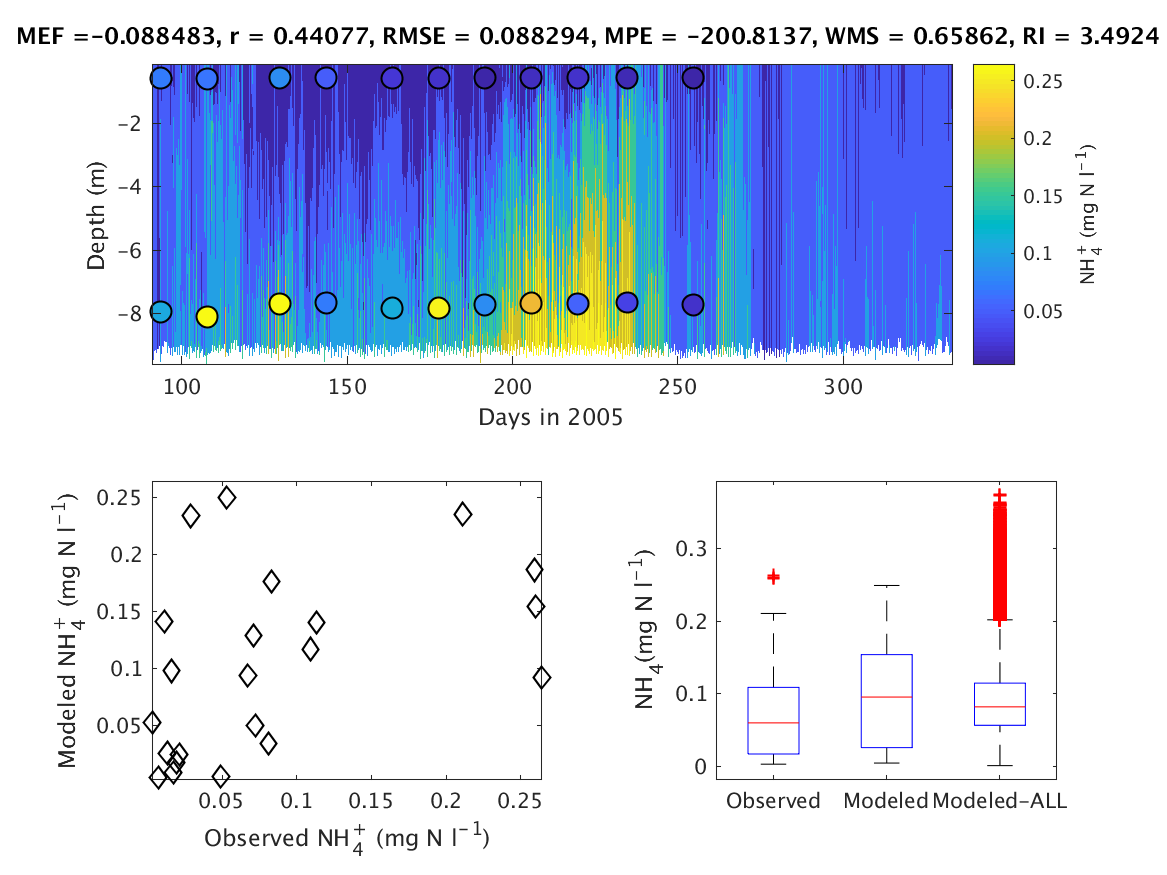 MEF =-0.088483, r = 0.44077, RMSE = 0.088294, MPE = -200.8137, WMS = 0.65862, RI = 3.4924
-2
-4
-6
-8
Depth (m)
100 150 200 250 300
Days in 2005
0.25
0.2
0.15
0.1
0.05
NH4+ (mg N l-1)
0.25
0.2
0.15
0.1
0.05
Modeled NH4+ (mg N l-1)
0.05 0.1 0.15 0.2 0.25
Observed NH4+ (mg N l-1)
0.3
0.2
0.1
0
NH4(mg N l-1)
Observed Modeled Modeled-ALL